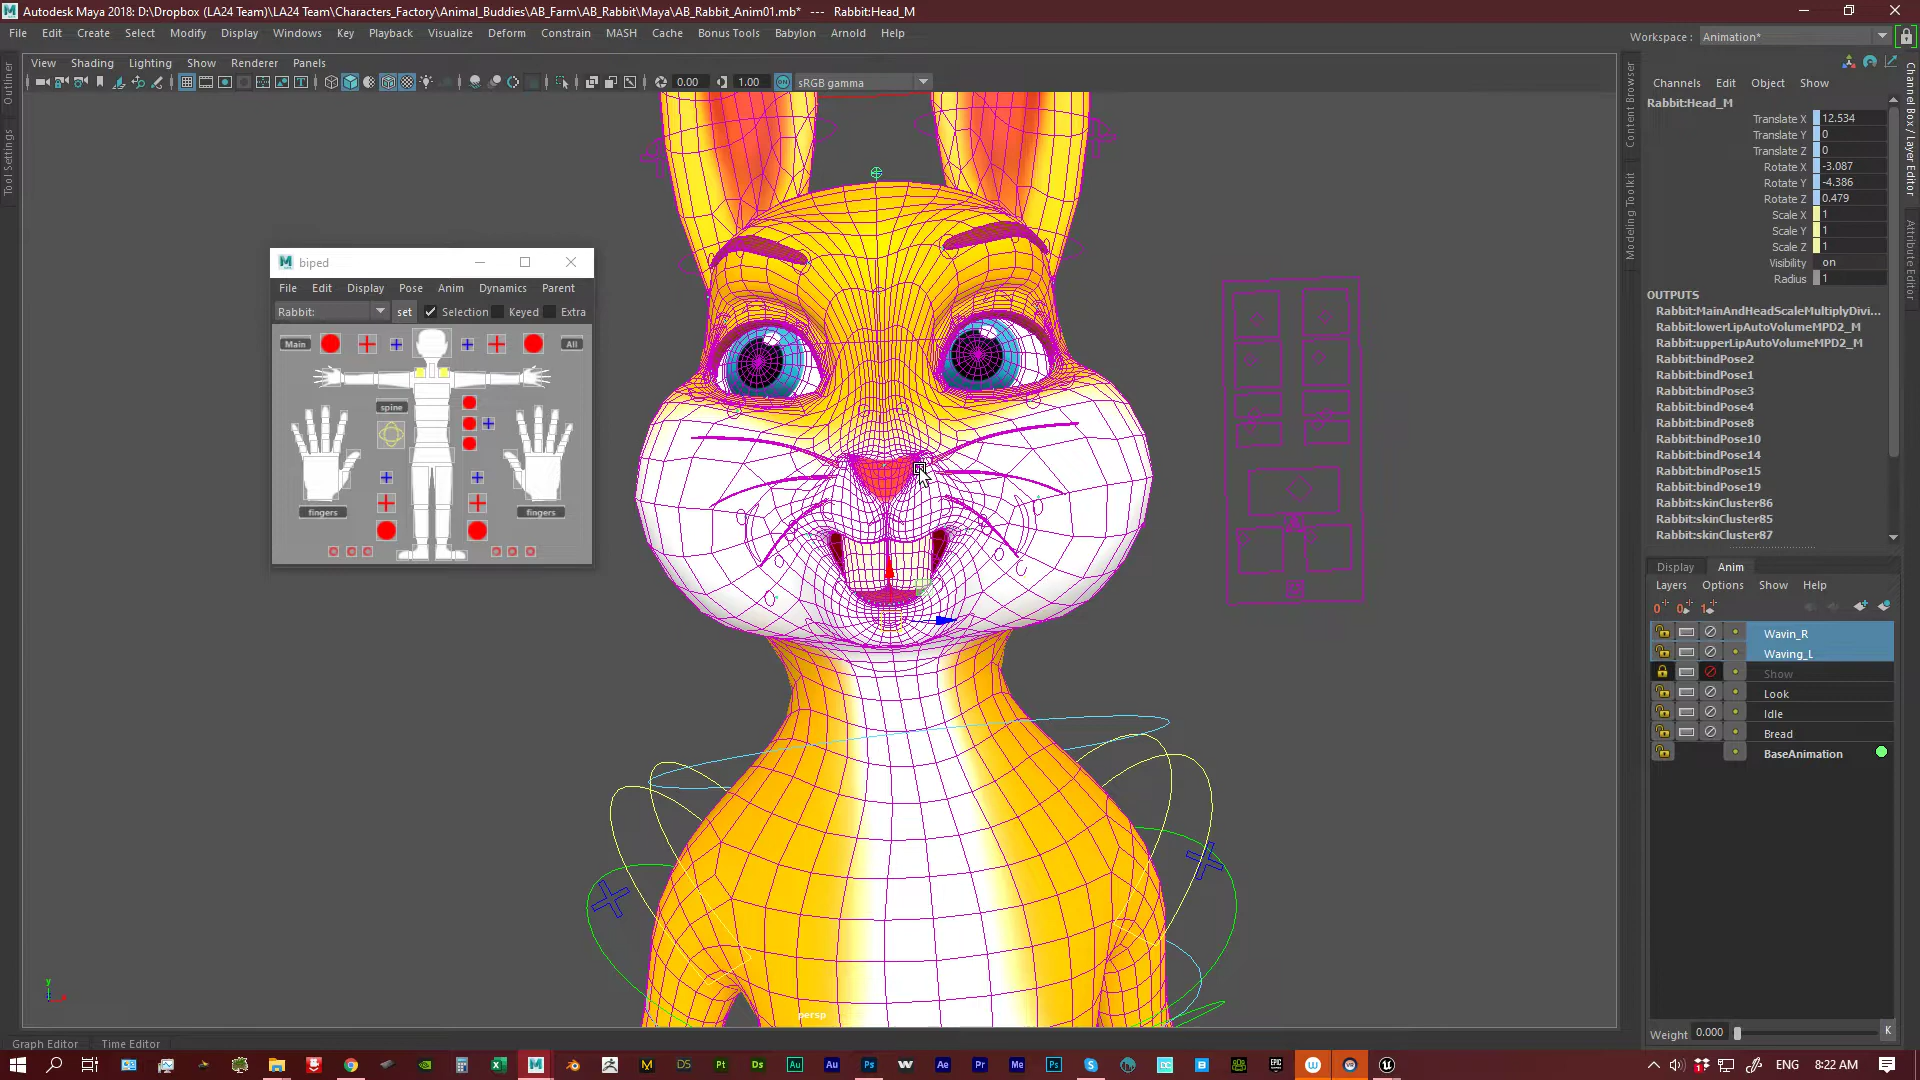 Autodesk Maya 2018: D:\Dropbox (LA24 Team)\LA24 Team\Characters_Factory\Animal_Buddies\AB_Farm\AB_Rabbit\Maya\AB_Rabbit_Anim01.mb* --- Rabbit:Head_M
File Edit Create Select Modify Display Windows Key Playback Visualize Deform Constrain MASH Cache Bonus Tools Babylon Arnold Help
Workspace : Animation*
View Shading Lighting Show Renderer Panels
0.00 1.00 sRGB gamma
Outliner
Tool Settings
biped
File Edit Display Pose Anim Dynamics Parent
Rabbit: set Selection Keyed Extra
Main All
spine
fingers fingers
persp
Content Browser
Modeling Toolkit
Channels Edit Object Show
Rabbit:Head_M
Translate X 12.534
Translate Y 0
Translate Z 0
Rotate X -3.087
Rotate Y -4.386
Rotate Z 0.479
Scale X 1
Scale Y 1
Scale Z 1
Visibility on
Radius 1
OUTPUTS
Rabbit:MainAndHeadScaleMultiplyDivi...
Rabbit:lowerLipAutoVolumeMPD2_M
Rabbit:upperLipAutoVolumeMPD2_M
Rabbit:bindPose2
Rabbit:bindPose1
Rabbit:bindPose3
Rabbit:bindPose4
Rabbit:bindPose8
Rabbit:bindPose10
Rabbit:bindPose14
Rabbit:bindPose15
Rabbit:bindPose19
Rabbit:skinCluster86
Rabbit:skinCluster85
Rabbit:skinCluster87
Channel Box / Layer Editor
Attribute Editor
Display Anim
Layers Options Show Help
Wavin_R
Waving_L
Show
Look
Idle
Bread
BaseAnimation
Weight 0.000 K
Graph Editor Time Editor
ENG 8:22 AM